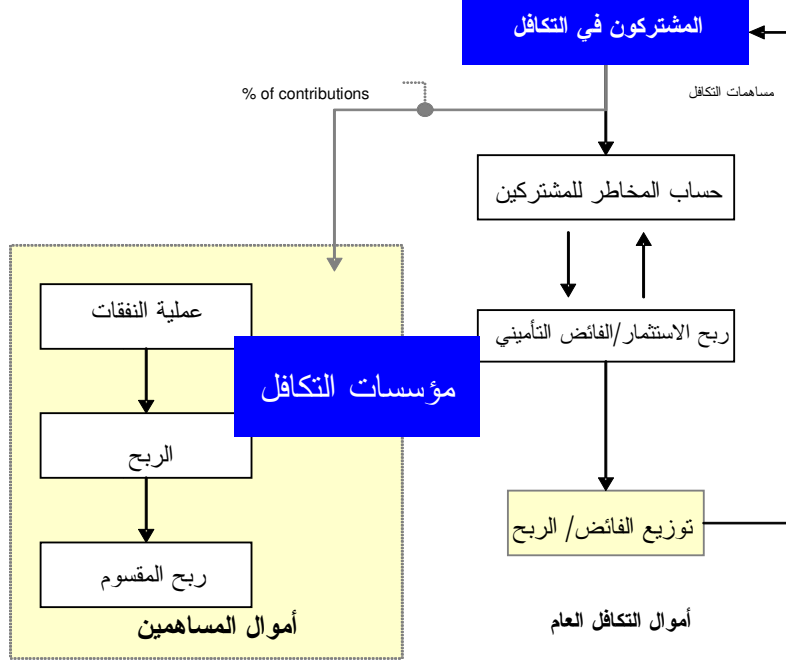 المشتركون في التكافل
% of contributions
مساهمات التكافل
حساب المخاطر للمشتركين
عملية النفقات
ربح الاستثمار/الفائض التأميني
مؤسسات التكافل
الربح
توزيع الفائض/ الربح
ربح المقسوم
أموال المساهمين
أموال التكافل العام